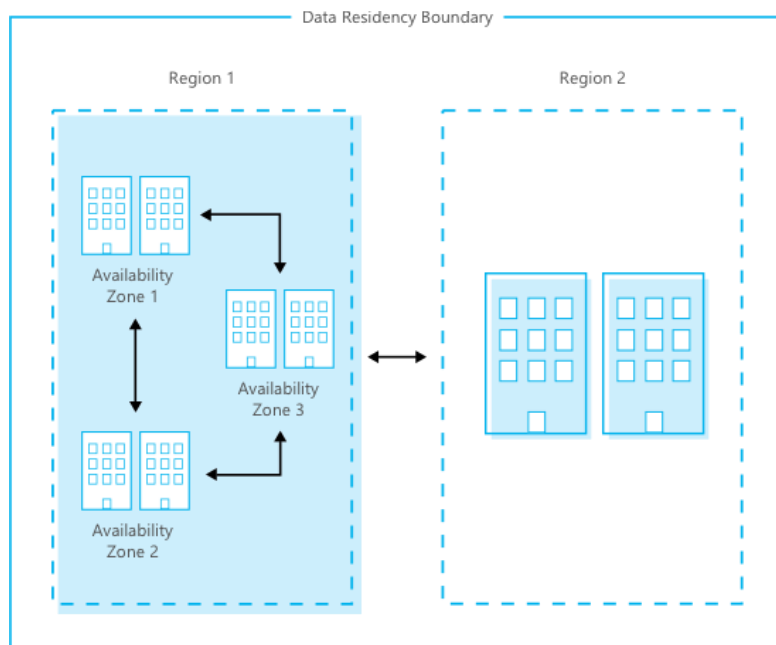 Data Residency Boundary
Region 1
Region 2
Availability
Zone 1
Availability
Zone 3
Availability
Zone 2